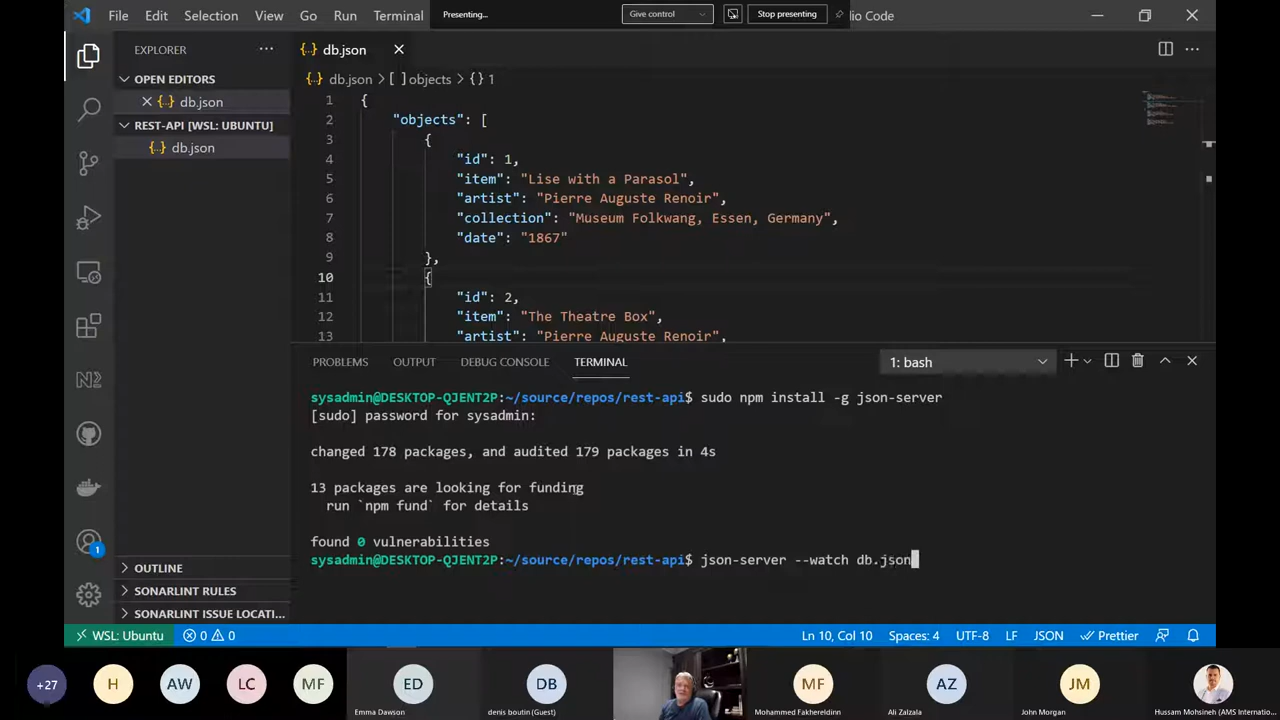 File Edit Selection View Go Run Terminal
Presenting...
Give control
Stop presenting
dio Code
EXPLORER
OPEN EDITORS
db.json
REST-API [WSL: UBUNTU]
db.json
OUTLINE
SONARLINT RULES
SONARLINT ISSUE LOCATI...
N2
1
db.json
db.json > [ ] objects > {} 1
1 {
2 "objects": [
3 {
4 "id": 1,
5 "item": "Lise with a Parasol",
6 "artist": "Pierre Auguste Renoir",
7 "collection": "Museum Folkwang, Essen, Germany",
8 "date": "1867"
9 },
10 {
11 "id": 2,
12 "item": "The Theatre Box",
13 "artist": "Pierre Auguste Renoir",
PROBLEMS OUTPUT DEBUG CONSOLE TERMINAL
1: bash
sysadmin@DESKTOP-QJENT2P:~/source/repos/rest-api$ sudo npm install -g json-server
[sudo] password for sysadmin:
changed 178 packages, and audited 179 packages in 4s
13 packages are looking for funding
run `npm fund` for details
found 0 vulnerabilities
sysadmin@DESKTOP-QJENT2P:~/source/repos/rest-api$ json-server --watch db.json
WSL: Ubuntu 0 0 Ln 10, Col 10 Spaces: 4 UTF-8 LF JSON Prettier
+27 H AW LC MF ED DB MF AZ JM
Emma Dawson denis boutin (Guest) Mohammed Fakhereldinn Ali Zalzala John Morgan Hussam Mohsineh (AMS Internatio...